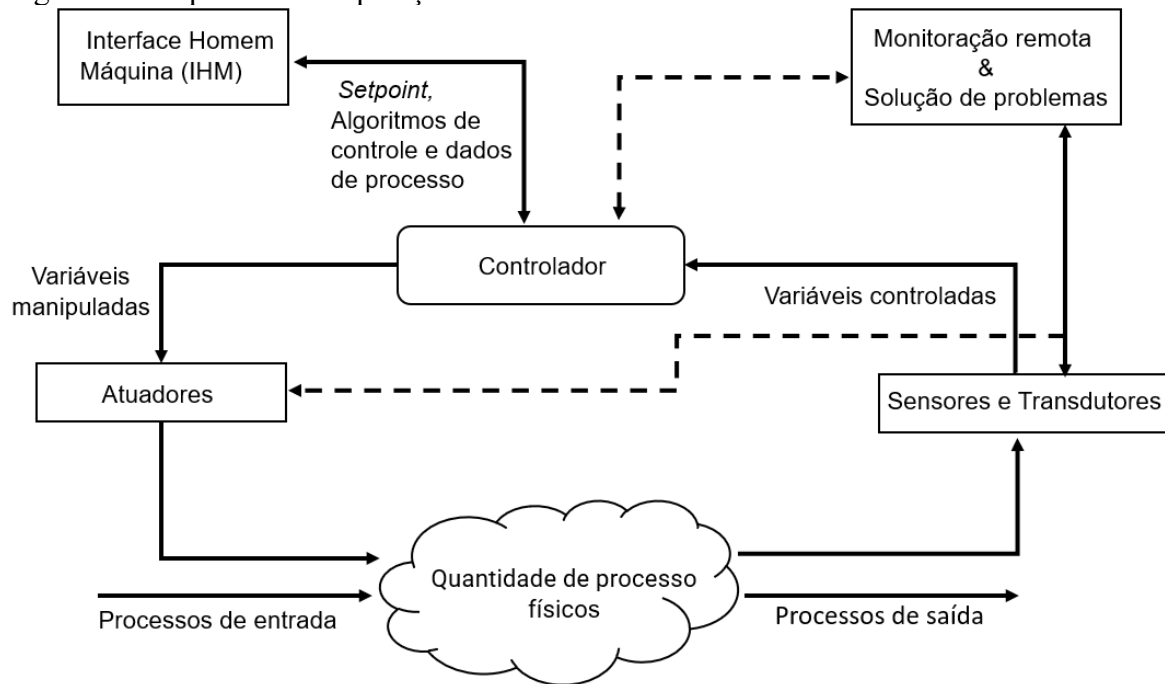 Interface Homem
Máquina (IHM)
Monitoração remota
&
Solução de problemas
Setpoint,
Algoritmos de
controle e dados
de processo
Controlador
Variáveis
manipuladas
Variáveis controladas
Atuadores
Sensores e Transdutores
Quantidade de processo
físicos
Processos de entrada
Processos de saída